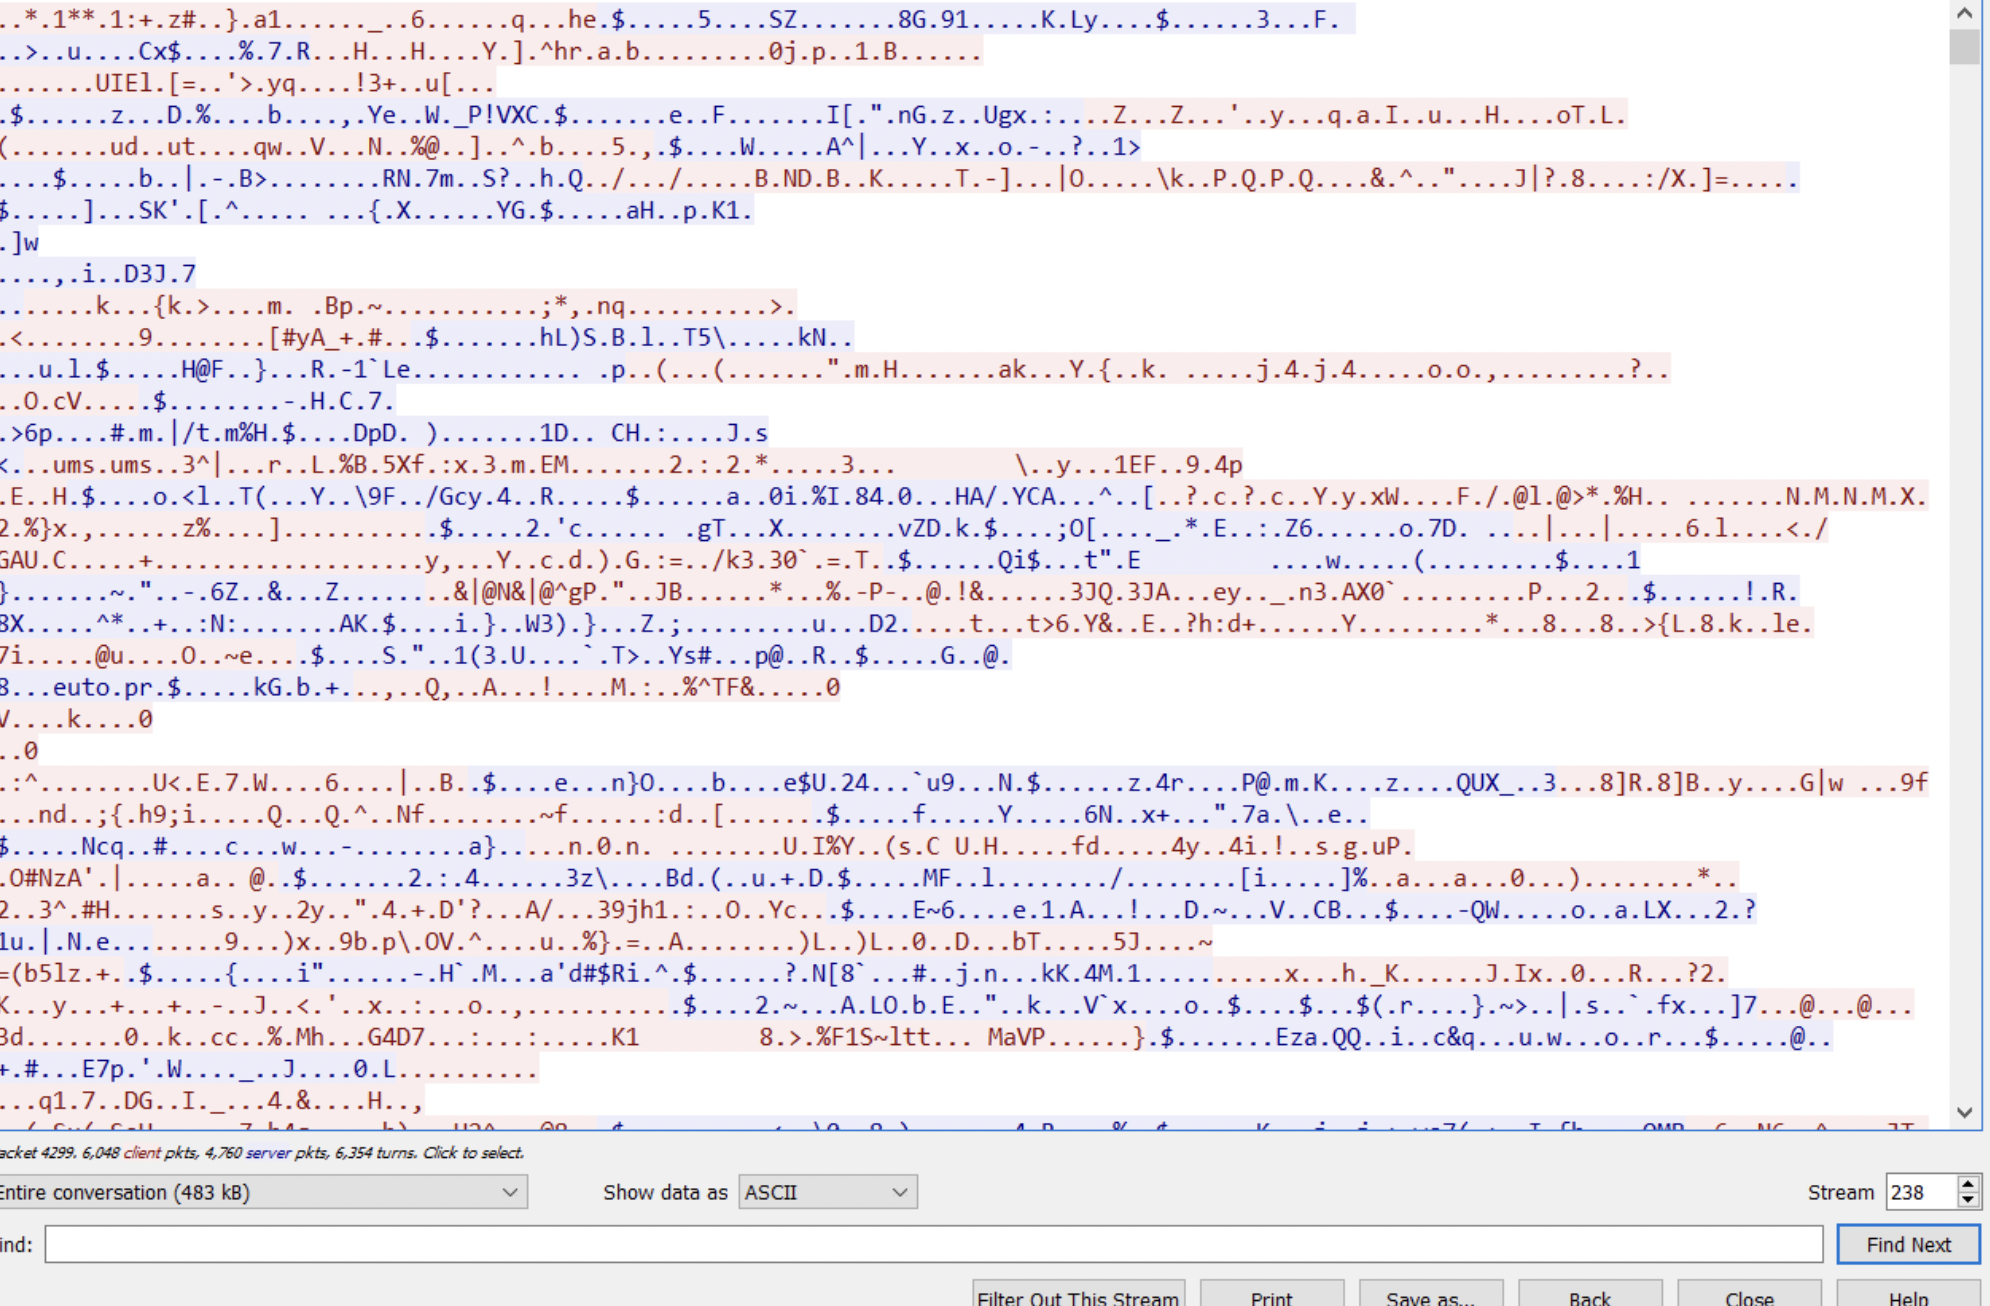 ..*.1**.1:+.z#..}.a1......_..6......q...he.$.....5....SZ.......8G.91.....K.Ly....$......3...F.
..>..u....Cx$....%.7.R...H...H....Y.].^hr.a.b.........0j.p..1.B......
.......UIEl.[=..'>.yq....!3+..u[...
.$......z...D.%....b....,.Ye..W._P!VXC.$.......e..F.......I[.".nG.z..Ugx.:....Z...Z...'..y...q.a.I..u...H....oT.L.
(.......ud..ut....qw..V...N..%@..]..^.b....5.,.$....W.....A^|...Y..x..o.-..?..1>
....$.....b..|.-.B>........RN.7m..S?..h.Q../.../.....B.ND.B..K.....T.-]...|O.....\k..P.Q.P.Q....&.^.."....J|?.8....:/X.]=.....
$.....]...SK'.[.^..... ...{.X......YG.$.....aH..p.K1.
.]w
....,.i..D3J.7
.......k...{k.>....m. .Bp.~...........;*,.nq..........>.
.<........9........[#yA_+.#...$.......hL)S.B.l..T5\.....kN..
...u.l.$.....H@F..}...R.-1`Le............ .p..(...(.......".m.H.......ak...Y.{..k. .....j.4.j.4.....o.o.,.........?..
..O.cV.....$........-.H.C.7.
.>6p....#.m.|/t.m%H.$....DpD. ).......1D.. CH.:....J.s
<...ums.ums..3^|...r..L.%B.5Xf.:x.3.m.EM.......2.:.2.*.....3... \..y...1EF..9.4p
.E..H.$....o.<l..T(...Y..\9F../Gcy.4..R.....$......a..0i.%I.84.0...HA/.YCA...^..[..?.c.?.c..Y.y.xW....F./.@l.@>*.%H.. .......N.M.N.M.X.
2.%}x.,......z%....]...........$.....2.'c...... .gT...X........vZD.k.$....;O[...._.*.E..:.Z6......o.7D. ....|...|.....6.l....<./
GAU.C.....+...................y,...Y..c.d.).G.:=../k3.30`.=.T..$......Qi$...t".E ....w.....(.........$....1
}.......~."..-.6Z..&...Z........&|@N&|@^gP."..JB......*...%.-P-..@.!&......3JQ.3JA...ey.._.n3.AX0`.........P...2...$......!.R.
8X.....^*..+..:N:.......AK.$....i.}..W3).}...Z.;.........u...D2.....t...t>6.Y&..E..?h:d+......Y.........*...8...8..>{L.8.k..le.
7i.....@u....O..~e....$....S."..1(3.U....`.T>..Ys#...p@..R..$.....G..@.
8...euto.pr.$.....kG.b.+...,..Q,..A...!....M.:..%^TF&.....0
V....k....0
..0
.:^........U<.E.7.W....6....|..B..$....e...n}O....b....e$U.24...`u9...N.$......z.4r....P@.m.K....z....QUX_..3...8]R.8]B..y....G|w ...9f
...nd..;{.h9;i.....Q...Q.^..Nf........~f......:d..[.......$.....f.....Y.....6N..x+...".7a.\..e..
$.....Ncq..#....c...w...-........a}.....n.0.n. ........U.I%Y..(s.C U.H.....fd.....4y..4i.!..s.g.uP.
.O#NzA'.|.....a.. @..$.......2.:.4......3z\....Bd.(..u.+.D.$.....MF..l......../........[i.....]%..a...a...0...)........*..
2..3^.#H.......s..y..2y..".4.+.D'?...A/...39jh1.:..O..Yc...$....E~6....e.1.A...!...D.~...V..CB...$....-QW.....o..a.LX...2.?
1u.|.N.e........9...)x..9b.p\.OV.^....u..%}.=..A........)L..)L..0..D...bT.....5J....~
=(b5lz.+..$.....{....i"......-.H`.M...a'd#$Ri.^.$......?.N[8`...#..j.n...kK.4M.1..........x...h._K......J.Ix..0...R...?2.
K...y...+...+..-..J..<.'..x..:...o..,..........$....2.~...A.LO.b.E.."..k...V`x....o..$....$...$(.r....}.~>..|.s..`.fx...]7...@...@...
3d.......0..k..cc..%.Mh...G4D7...:...:.....K1 8.>.%F1S~ltt... MaVP......}.$.......Eza.QQ..i..c&q...u.w...o..r...$.....@..
+.#...E7p.'.W...._..J....0.L..........
...q1.7..DG..I._...4.&....H..,
acket 4299. 6,048 client pkts, 4,760 server pkts, 6,354 turns. Click to select.
Entire conversation (483 kB) Show data as ASCII Stream 238
ind: Find Next
Filter Out This Stream Print Save as... Back Close Help